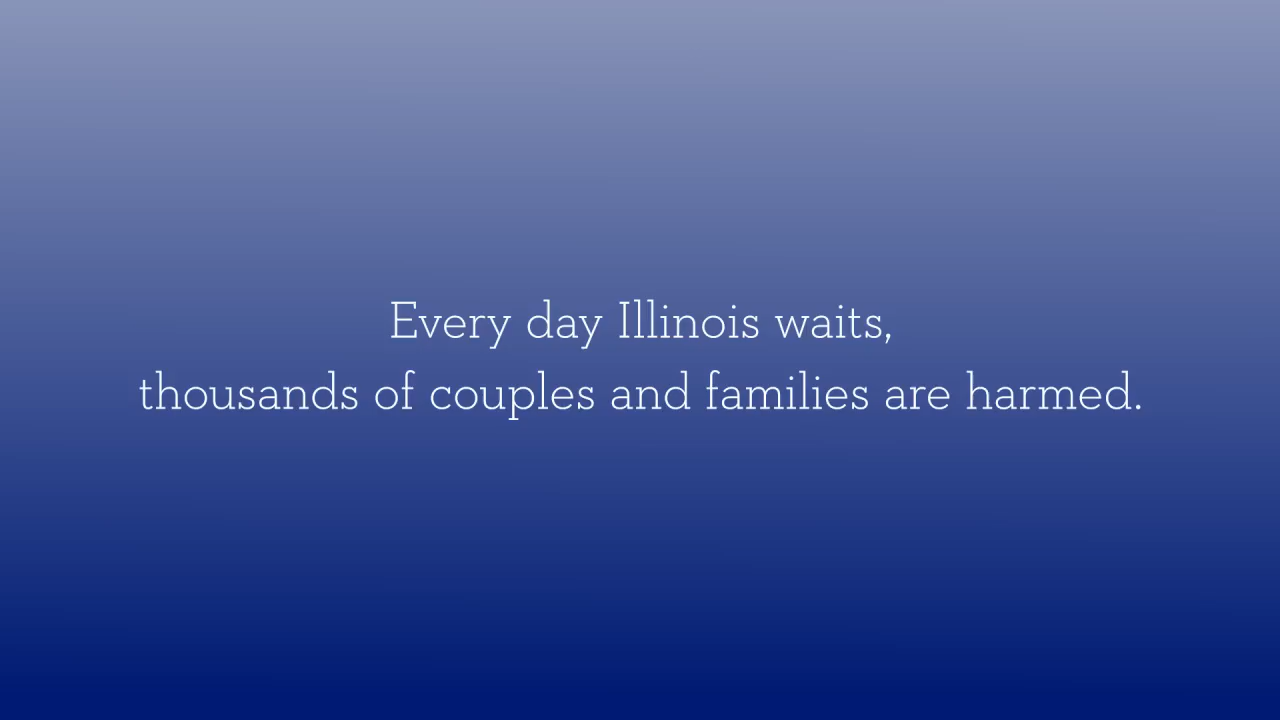 Every day Illinois waits,
thousands of couples and families are harmed.